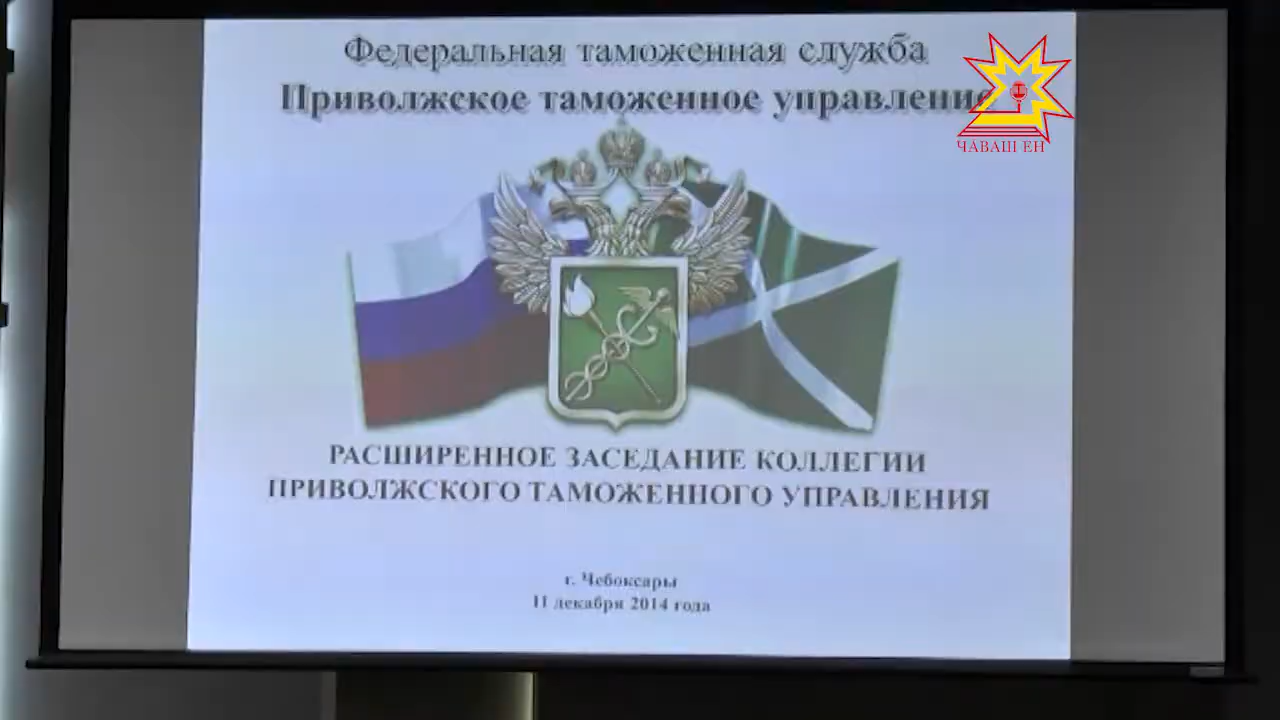 Федеральная таможенная служба
Приволжское таможенное управление
ЧАВАШ ЕН
РАСШИРЕННОЕ ЗАСЕДАНИЕ КОЛЛЕГИИ
ПРИВОЛЖСКОГО ТАМОЖЕННОГО УПРАВЛЕНИЯ
г. Чебоксары
11 декабря 2014 года